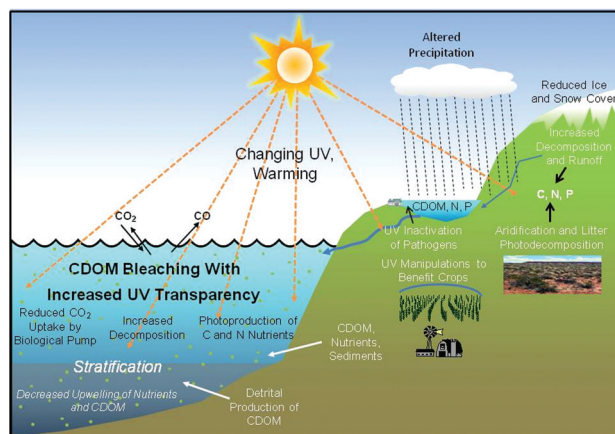 Altered
Precipitation
Reduced Ice
and Snow Cover
Increased
Decomposition
and Runoff
Changing UV,
Warming
C, N, P
CDOM, N, P
CO2
CO
UV Inactivation
of Pathogens
Aridification and Litter
Photodecomposition
CDOM Bleaching With
Increased UV Transparency
UV Manipulations to
Benefit Crops
Reduced CO2
Uptake by
Biological Pump
Increased
Decomposition
Photoproduction of
C and N Nutrients
CDOM,
Nutrients,
Sediments
Stratification
Decreased Upwelling of Nutrients
and CDOM
Detrital
Production of
CDOM